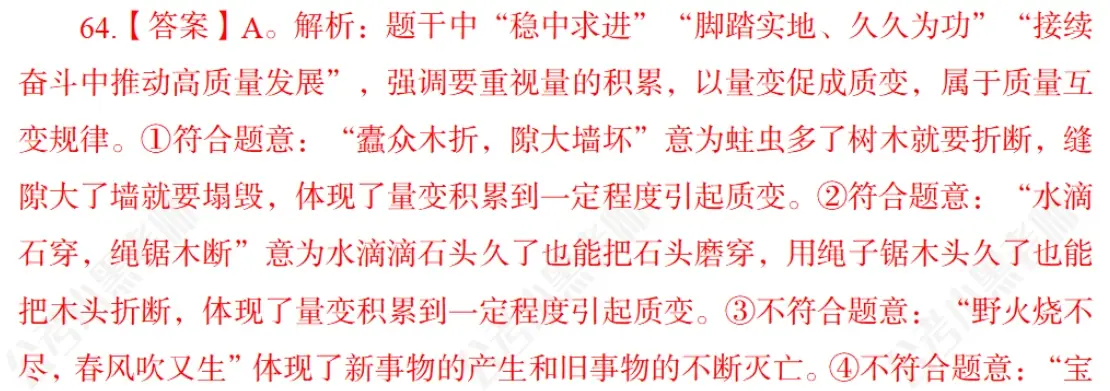 64.【答案】A。解析：题干中“稳中求进”“脚踏实地、久久为功”“接续
奋斗中推动高质量发展”，强调要重视量的积累，以量变促成质变，属于质量互
变规律。①符合题意：“蠹众木折，隙大墙坏”意为蛀虫多了树木就要折断，缝
隙大了墙就要塌毁，体现了量变积累到一定程度引起质变。②符合题意：“水滴
石穿，绳锯木断”意为水滴滴石头久了也能把石头磨穿，用绳子锯木头久了也能
把木头折断，体现了量变积累到一定程度引起质变。③不符合题意：“野火烧不
尽，春风吹又生”体现了新事物的产生和旧事物的不断灭亡。④不符合题意：“宝